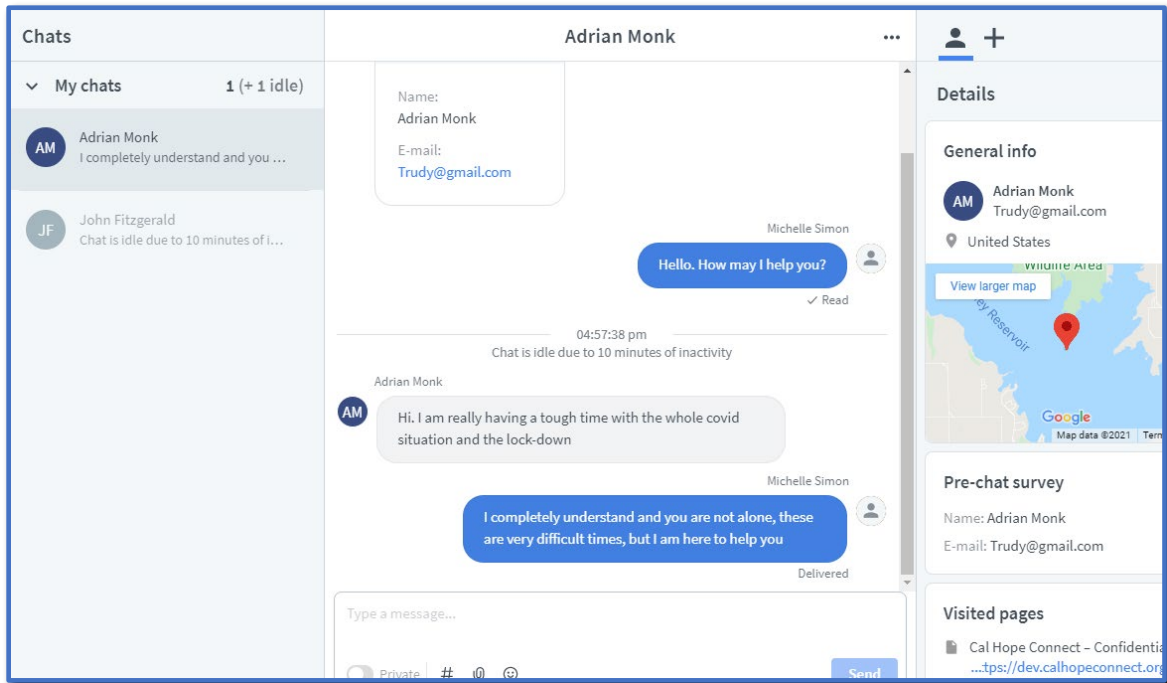 Chats
My chats 1 (+ 1 idle)
AM
Adrian Monk
I completely understand and you ...
JF
John Fitzgerald
Chat is idle due to 10 minutes of i...
Adrian Monk
Name:
Adrian Monk
E-mail:
Trudy@gmail.com
Michelle Simon
Hello. How may I help you?
Read
04:57:38 pm
Chat is idle due to 10 minutes of inactivity
Adrian Monk
AM
Hi. I am really having a tough time with the whole covid
situation and the lock-down
Michelle Simon
I completely understand and you are not alone, these
are very difficult times, but I am here to help you
Delivered
Type a message...
Private
Send
Details
General info
AM
Adrian Monk
Trudy@gmail.com
United States
Wildlife Area
View larger map
ey Reservoir
Google
Map data ©2021 Term
Pre-chat survey
Name: Adrian Monk
E-mail: Trudy@gmail.com
Visited pages
Cal Hope Connect – Confidentia
...tps://dev.calhopeconnect.org